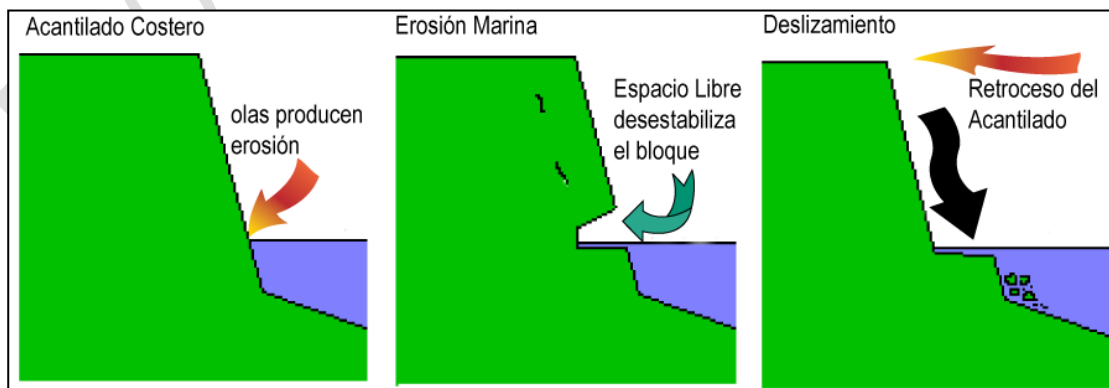 Acantilado Costero
olas producen
erosión
Erosión Marina
Espacio Libre
desestabiliza
el bloque
Deslizamiento
Retroceso del
Acantilado